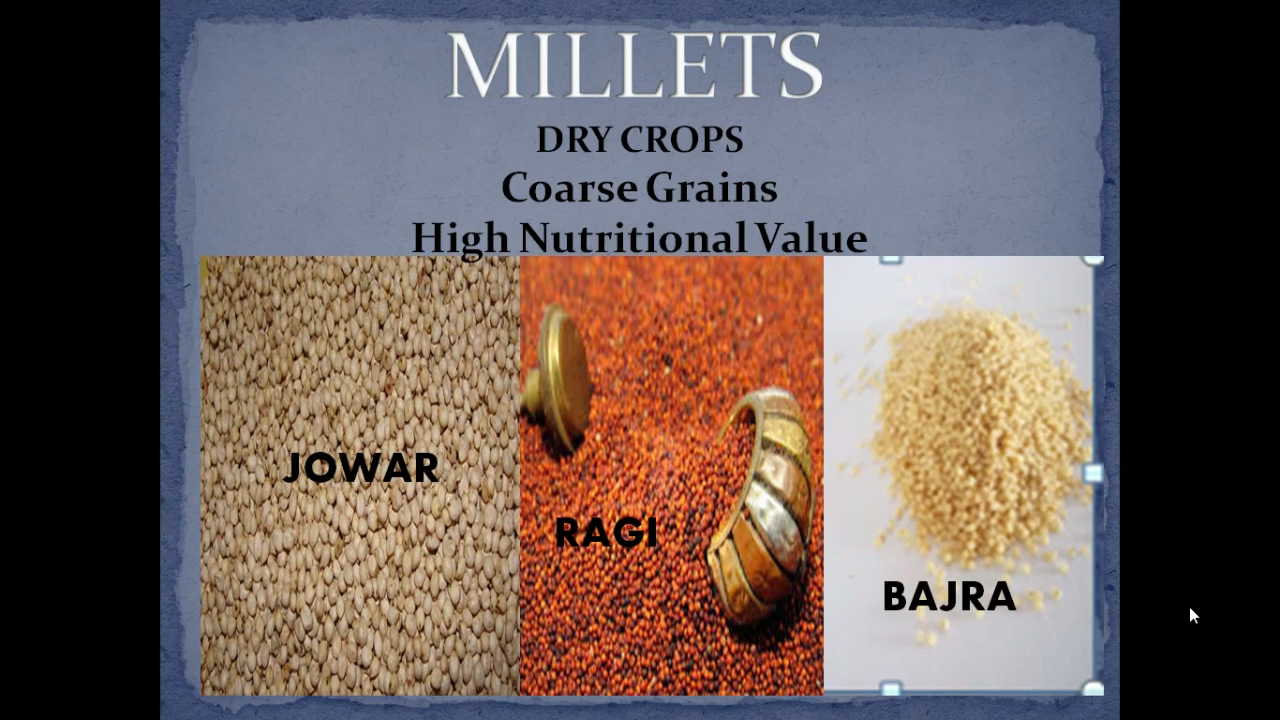 MILLETS
DRY CROPS
Coarse Grains
High Nutritional Value
JOWAR
RAGI
BAJRA